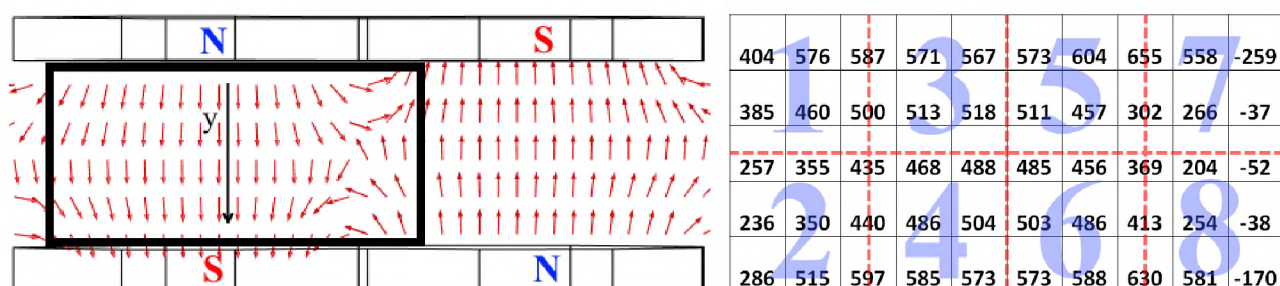 N
S
y
S
N
1 3 5 7
404 576 587 571 567 573 604 655 558 -259
385 460 500 513 518 511 457 302 266 -37
257 355 435 468 488 485 456 369 204 -52
2 4 6 8
236 350 440 486 504 503 486 413 254 -38
286 515 597 585 573 573 588 630 581 -170